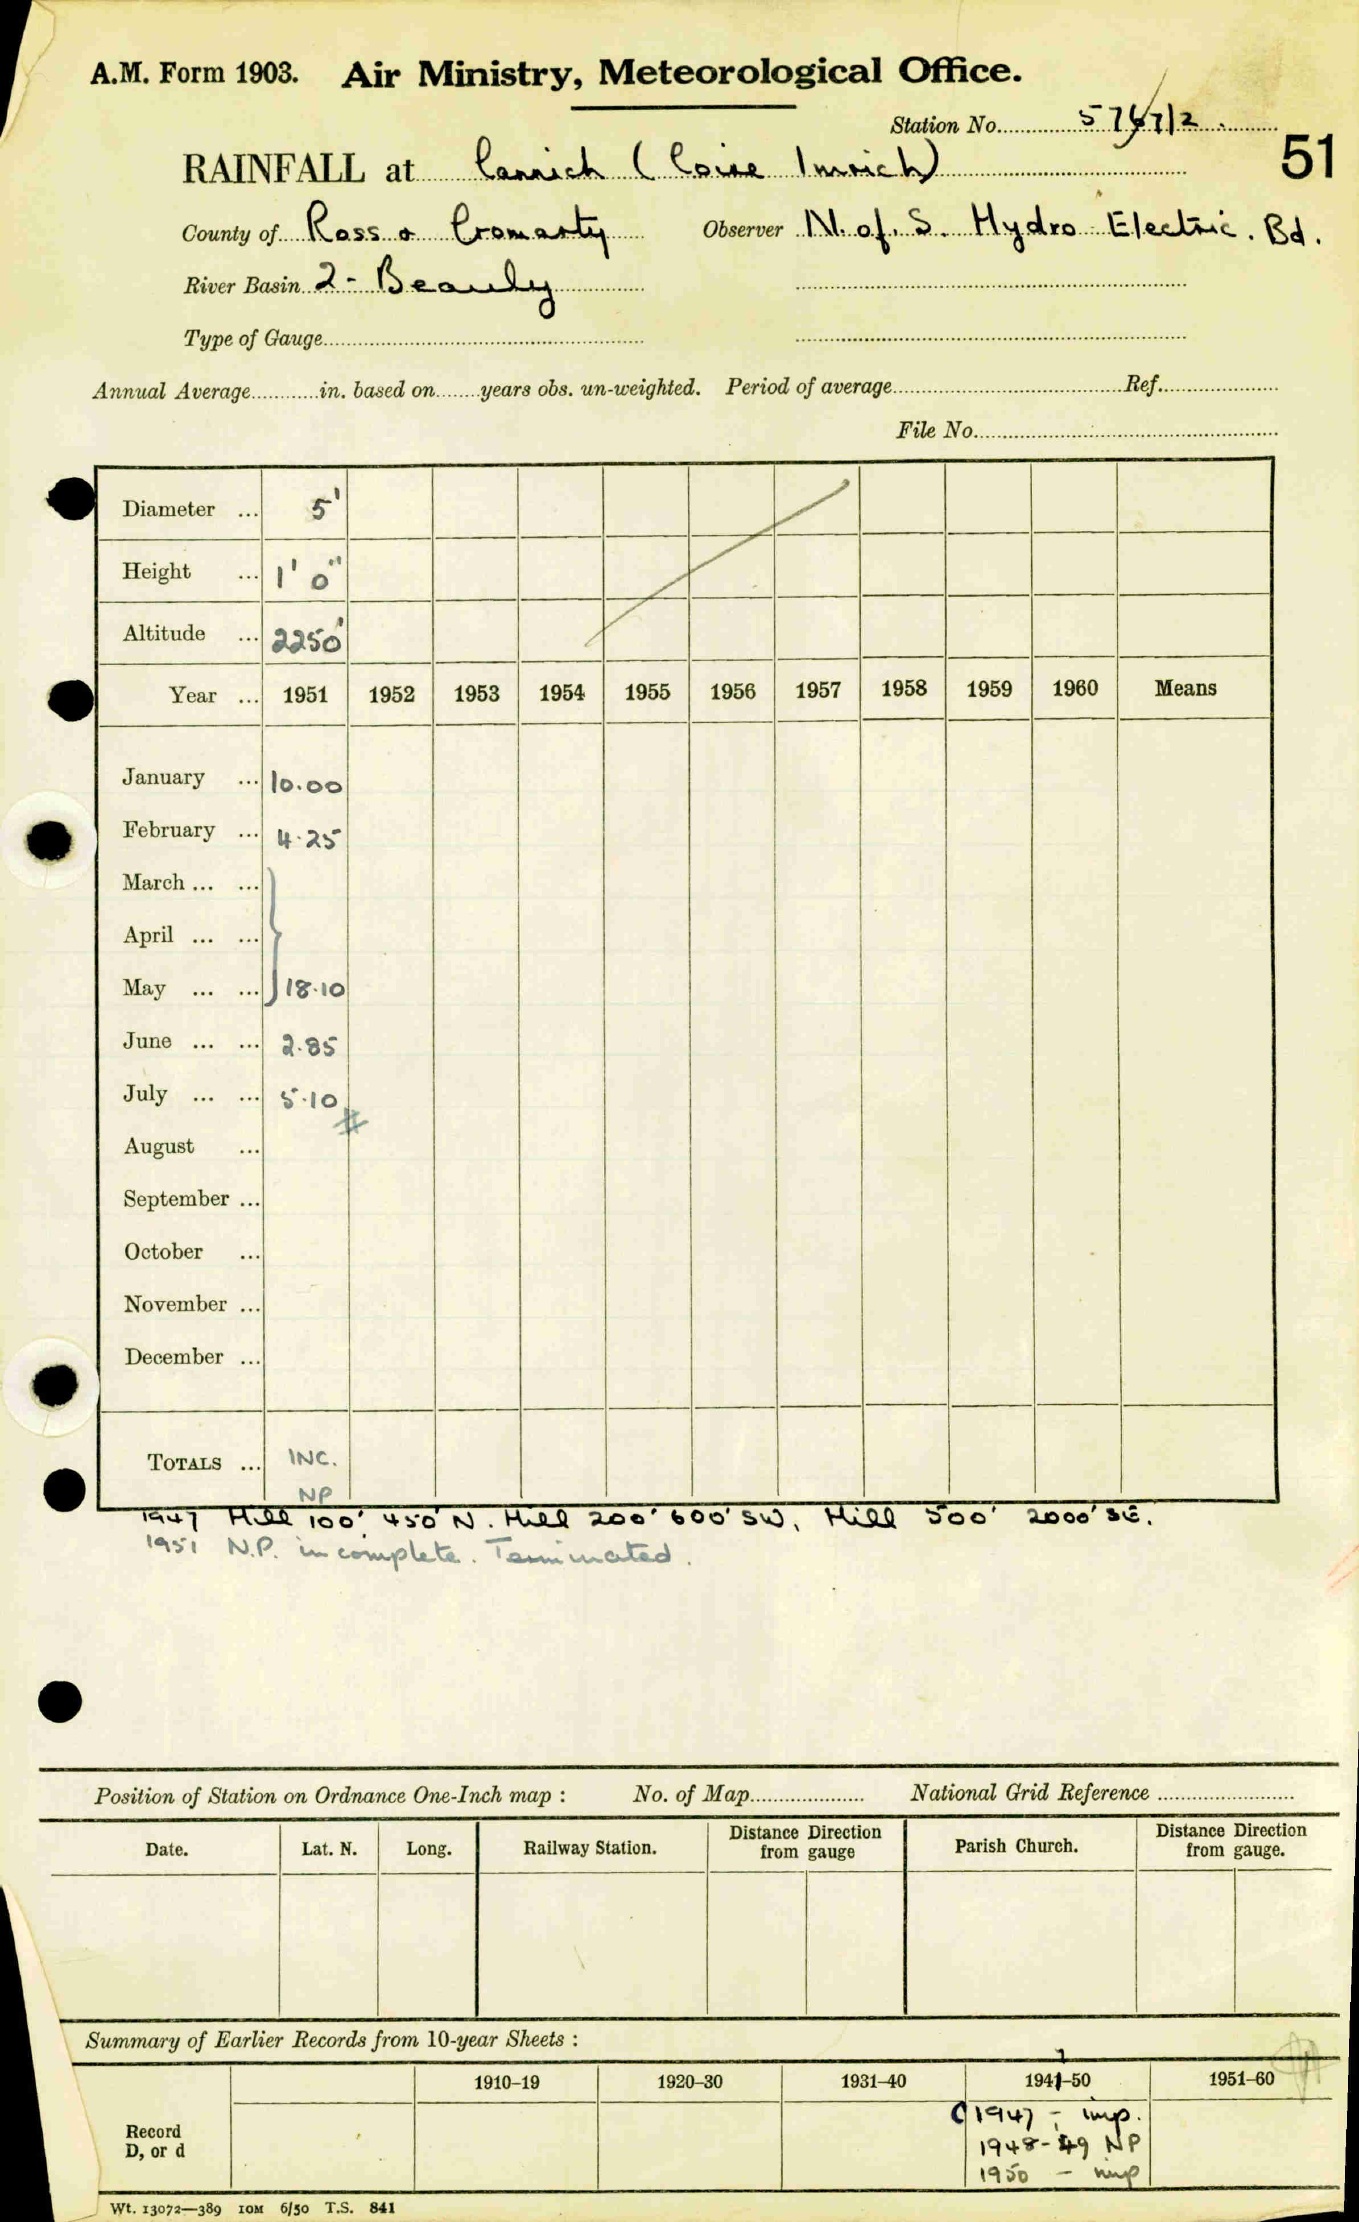 A.M. Form 1903. Air Ministry, Meteorological Office.
Station No. 5767/2.
51
RAINFALL at Cannich (Coire Imrich)
County of Ross & Cromarty Observer N. of. S. Hydro Electric. Bd.
River Basin 2 - Beauly
Type of Gauge
Annual Average in. based on years obs. un-weighted. Period of average Ref.
File No.
Diameter ... 5'
Height ... 1' 0"
Altitude ... 2250'
Year ... 1951 1952 1953 1954 1955 1956 1957 1958 1959 1960 Means
January ... 10.00
February ... 4.25
March ... ...
April ... ...
May ... ... 18.10
June ... ... 2.85
July ... ... 5.10
#
August ...
September ...
October ...
November ...
December ...
TOTALS ... INC.
NP
1947 Hill 100' 450' N. Hill 200' 600' SW, Hill 500' 2000' SE.
1951 N.P. incomplete. Terminated.
Position of Station on Ordnance One-Inch map : No. of Map National Grid Reference
Date. Lat. N. Long. Railway Station. Distance Direction from gauge Parish Church. Distance Direction from gauge.
Summary of Earlier Records from 10-year Sheets :
7
1910–19 1920–30 1931–40 1941–50 1951–60
Record
D, or d
1947 - imp.
1948-49 NP
1950 - imp
Wt. 13072—389 10M 6/50 T.S. 841